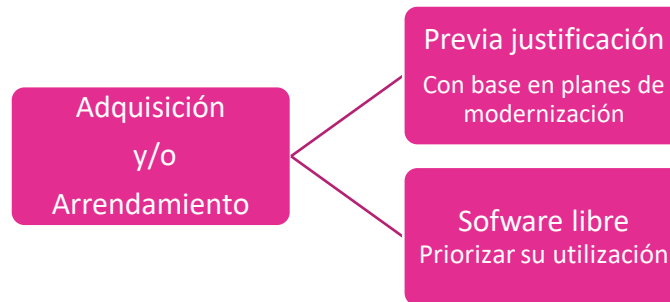 Adquisición
y/o
Arrendamiento
Previa justificación
Con base en planes de
modernización
Sofware libre
Priorizar su utilización